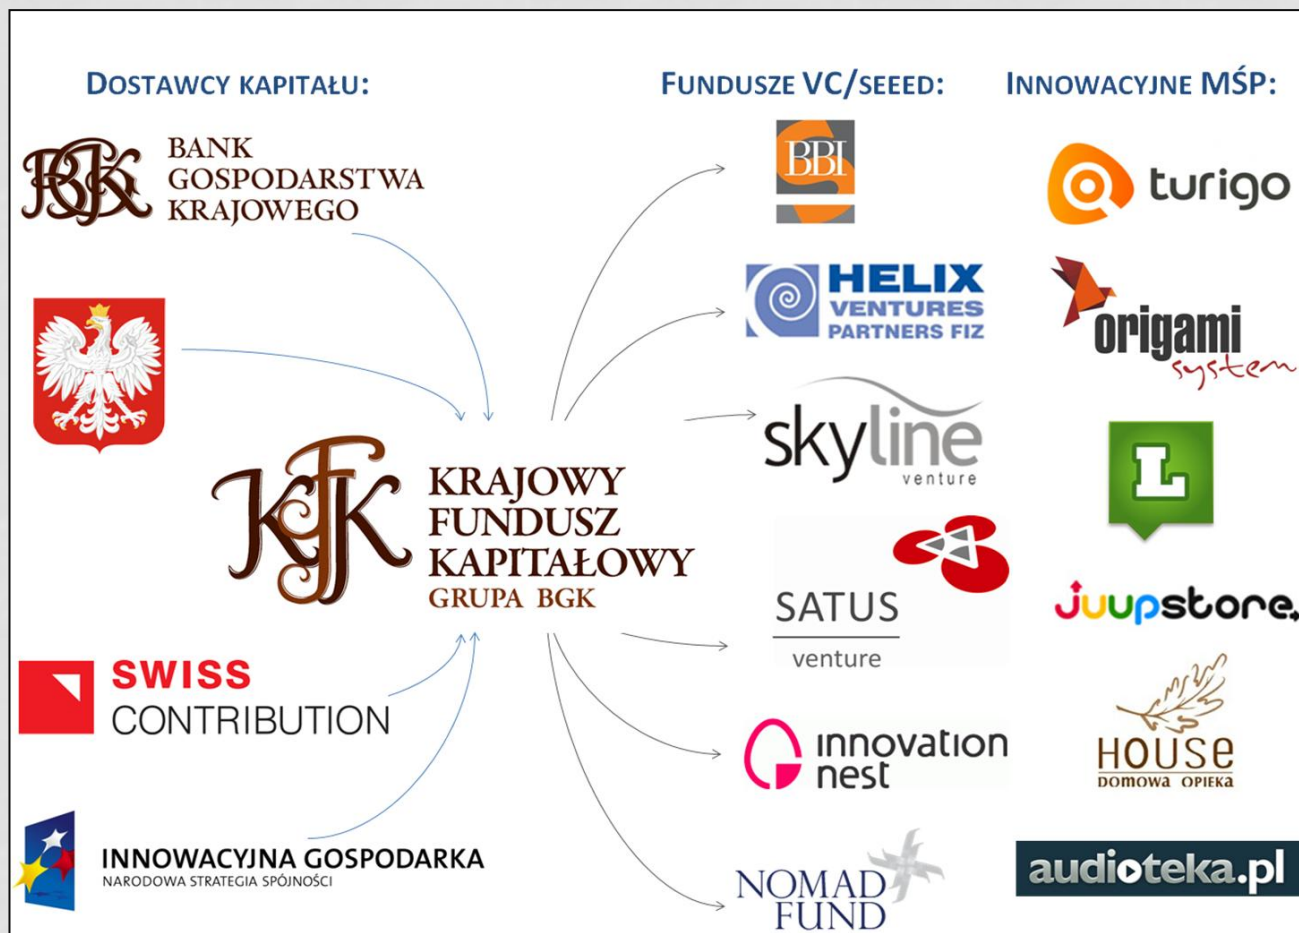 DOSTAWCY KAPITAŁU:
FUNDUSZE VC/SEEED:
INNOWACYJNE MŚP:
BGK
BANK
GOSPODARSTWA
KRAJOWEGO
KFK
KRAJOWY
FUNDUSZ
KAPITAŁOWY
GRUPA BGK
SWISS
CONTRIBUTION
INNOWACYJNA GOSPODARKA
NARODOWA STRATEGIA SPÓJNOŚCI
BBI
HELIX
VENTURES
PARTNERS FIZ
skyline
venture
SATUS
venture
innovation
nest
NOMAD
FUND
turigo
origami
system
L
juupstore
HOUSE
DOMOWA OPIEKA
audioteka.pl